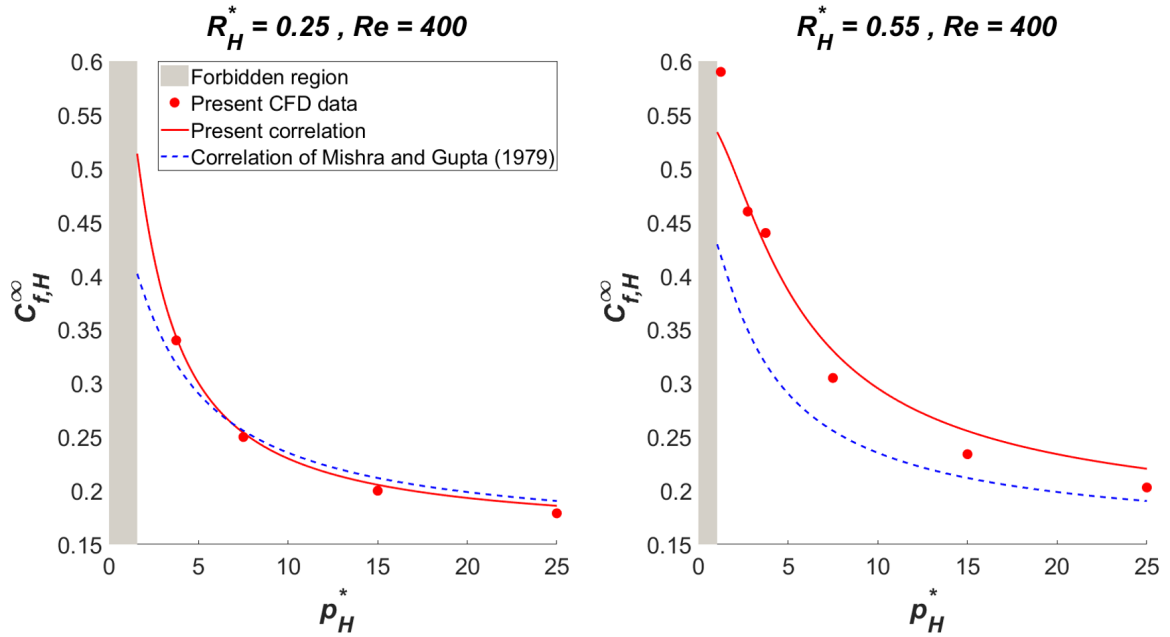 R*H = 0.25 , Re = 400
0.6
0.55
0.5
0.45
0.4
0.35
0.3
0.25
0.2
0.15
C∞f,H
Forbidden region
Present CFD data
Present correlation
Correlation of Mishra and Gupta (1979)
0 5 10 15 20 25
p*H
R*H = 0.55 , Re = 400
0.6
0.55
0.5
0.45
0.4
0.35
0.3
0.25
0.2
0.15
C∞f,H
0 5 10 15 20 25
p*H